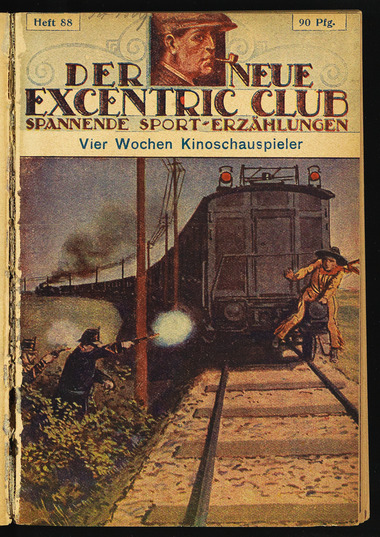 Heft 88
90 Pfg.
DER NEUE
EXCENTRIC CLUB
SPANNENDE SPORT-ERZÄHLUNGEN
Vier Wochen Kinoschauspieler